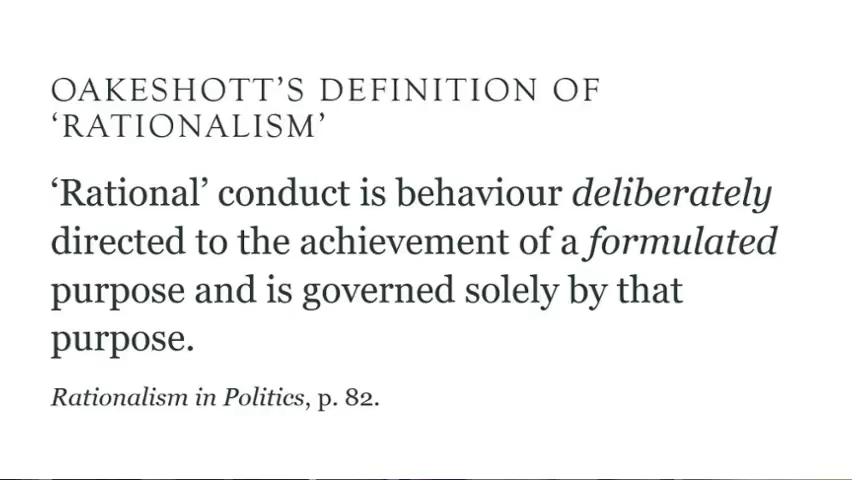 OAKESHOTT’S DEFINITION OF
‘RATIONALISM’
‘Rational’ conduct is behaviour deliberately
directed to the achievement of a formulated
purpose and is governed solely by that
purpose.
Rationalism in Politics, p. 82.